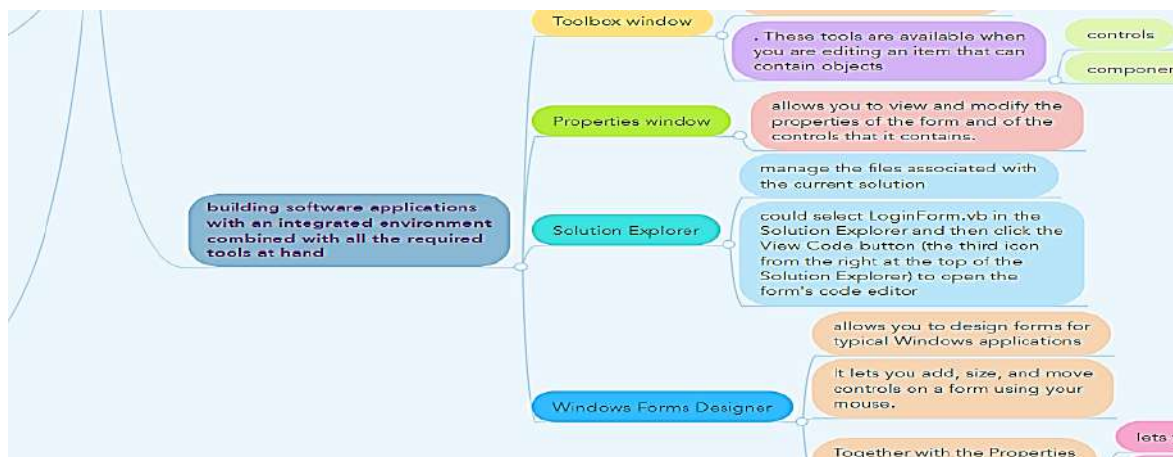 Toolbox window
. These tools are available when
you are editing an item that can
contain objects
controls
Properties window
allows you to view and modify the
properties of the form and of the
controls that it contains.
manage the files associated with
the current solution
building software applications
with an integrated environment
combined with all the required
tools at hand
Solution Explorer
could select LoginForm.vb in the
Solution Explorer and then click the
View Code button (the third icon
from the right at the top of the
Solution Explorer) to open the
form's code editor
allows you to design forms for
typical Windows applications
It lets you add, size, and move
controls on a form using your
mouse.
Windows Forms Designer
Together with the Properties
lets